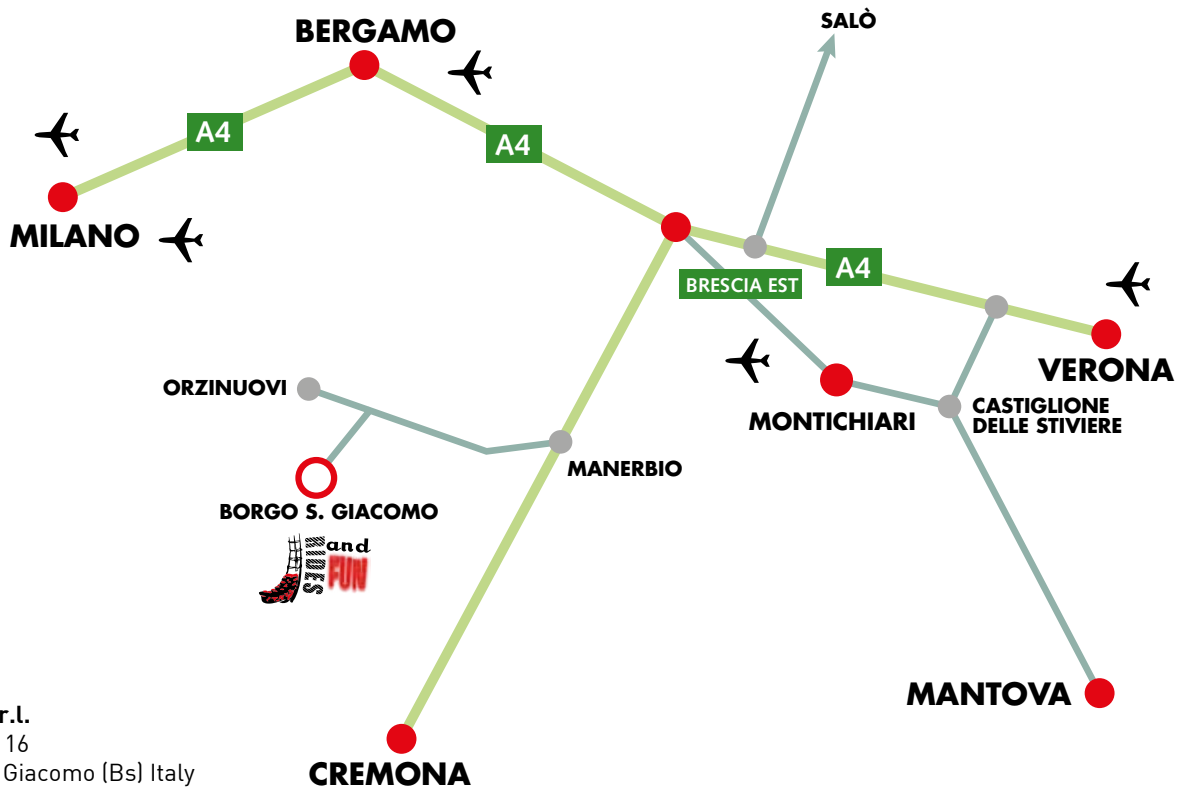 SALÒ
BERGAMO
A4
A4
MILANO
A4
BRESCIA EST
VERONA
ORZINUOVI
MONTICHIARI
CASTIGLIONE
DELLE STIVIERE
MANERBIO
BORGO S. GIACOMO
RIDES
and
FUN
MANTOVA
r.l.
16
Giacomo (Bs) Italy
CREMONA